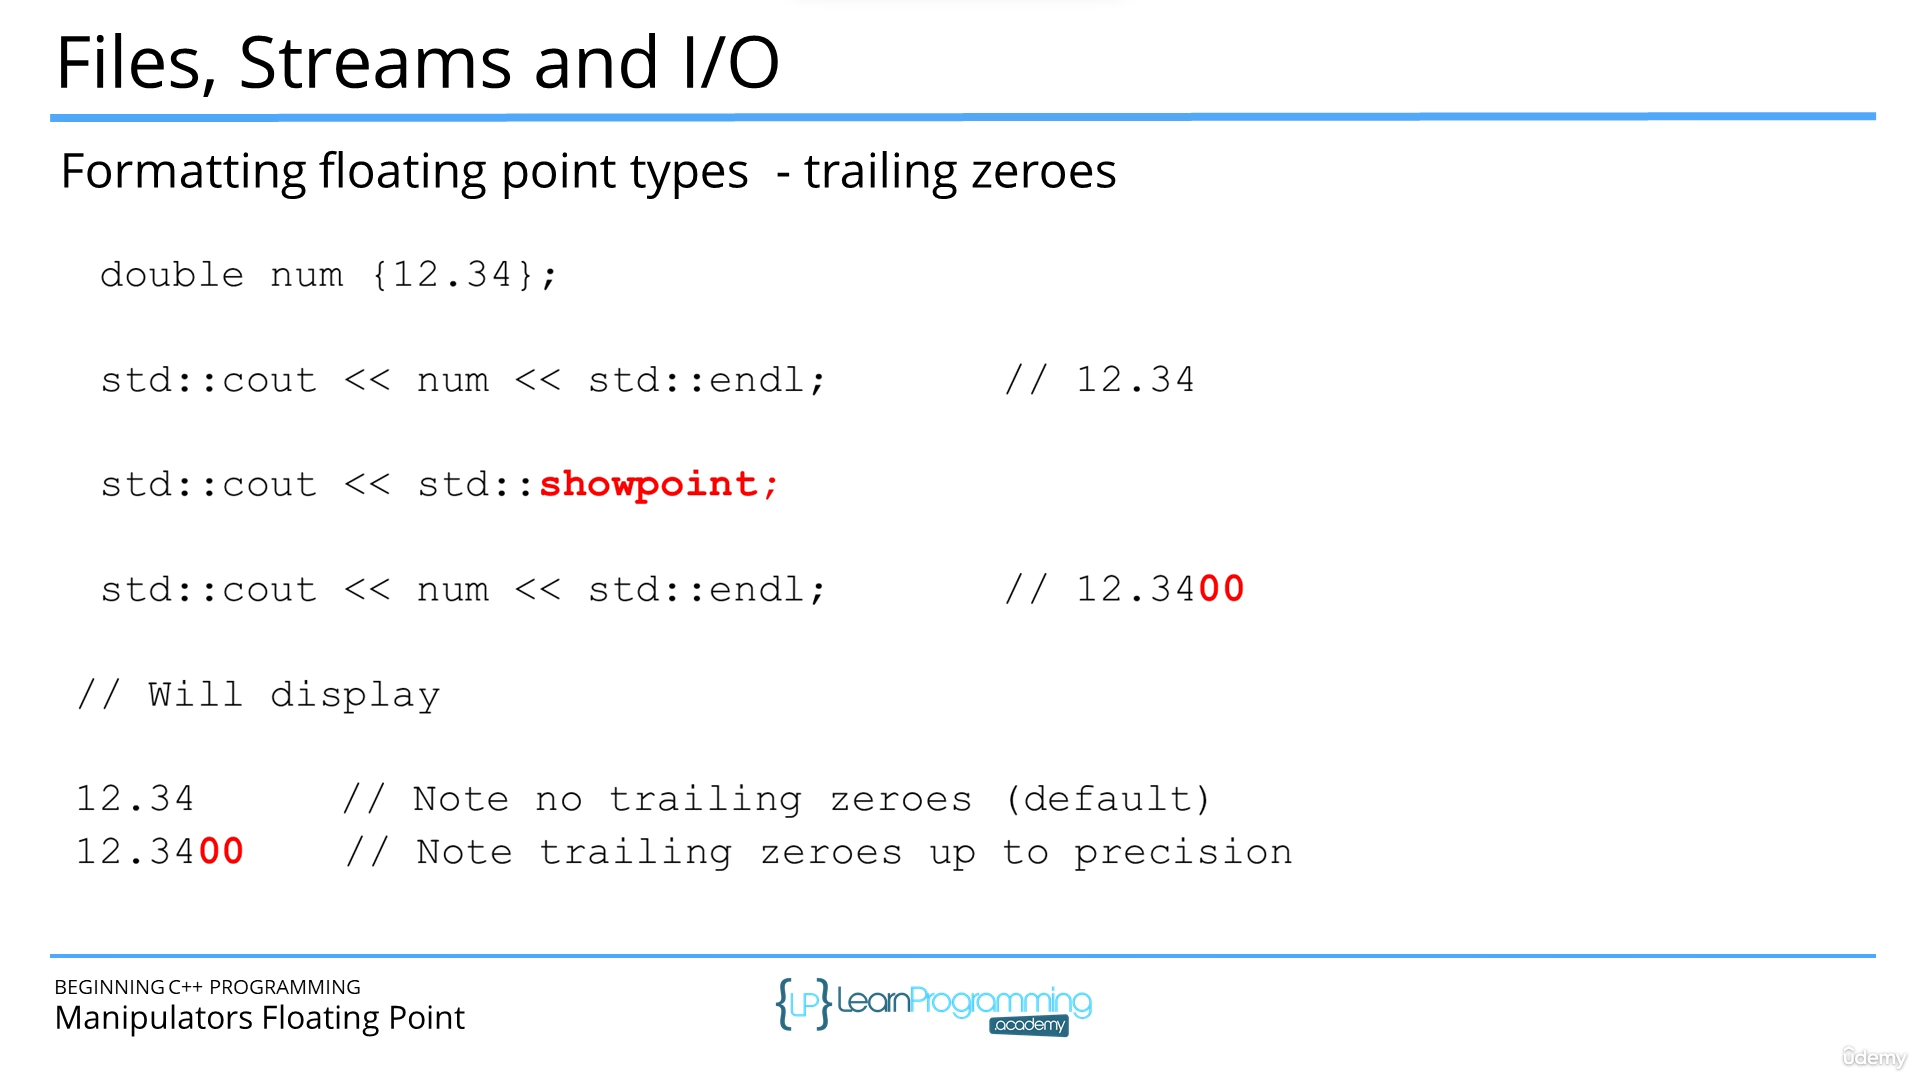 Files, Streams and I/O
Formatting floating point types - trailing zeroes
double num {12.34};
std::cout << num << std::endl; // 12.34
std::cout << std::showpoint;
std::cout << num << std::endl; // 12.3400
// Will display
12.34 // Note no trailing zeroes (default)
12.3400 // Note trailing zeroes up to precision
BEGINNING C++ PROGRAMMING
Manipulators Floating Point
{LP} LearnProgramming
.academy
ûdemy